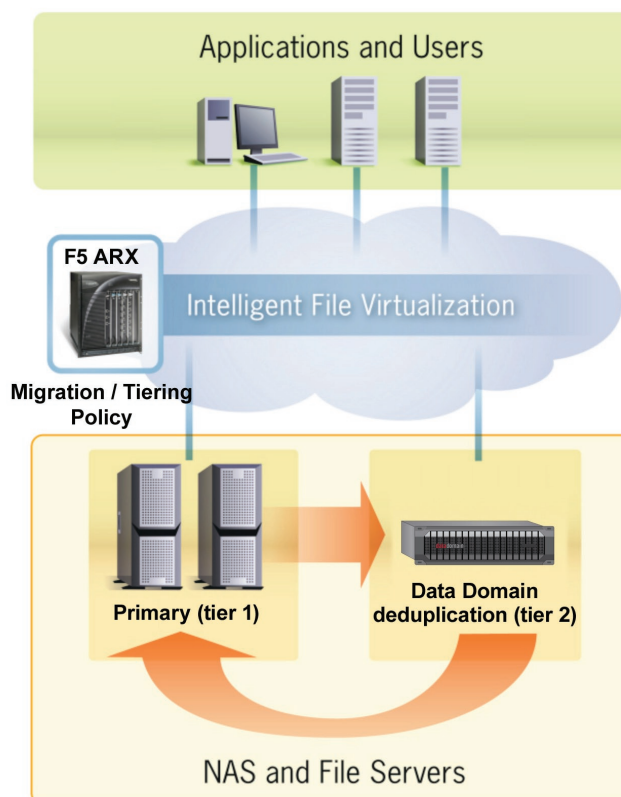 Applications and Users
F5 ARX
Intelligent File Virtualization
Migration / Tiering
Policy
Primary (tier 1)
Data Domain
deduplication (tier 2)
NAS and File Servers